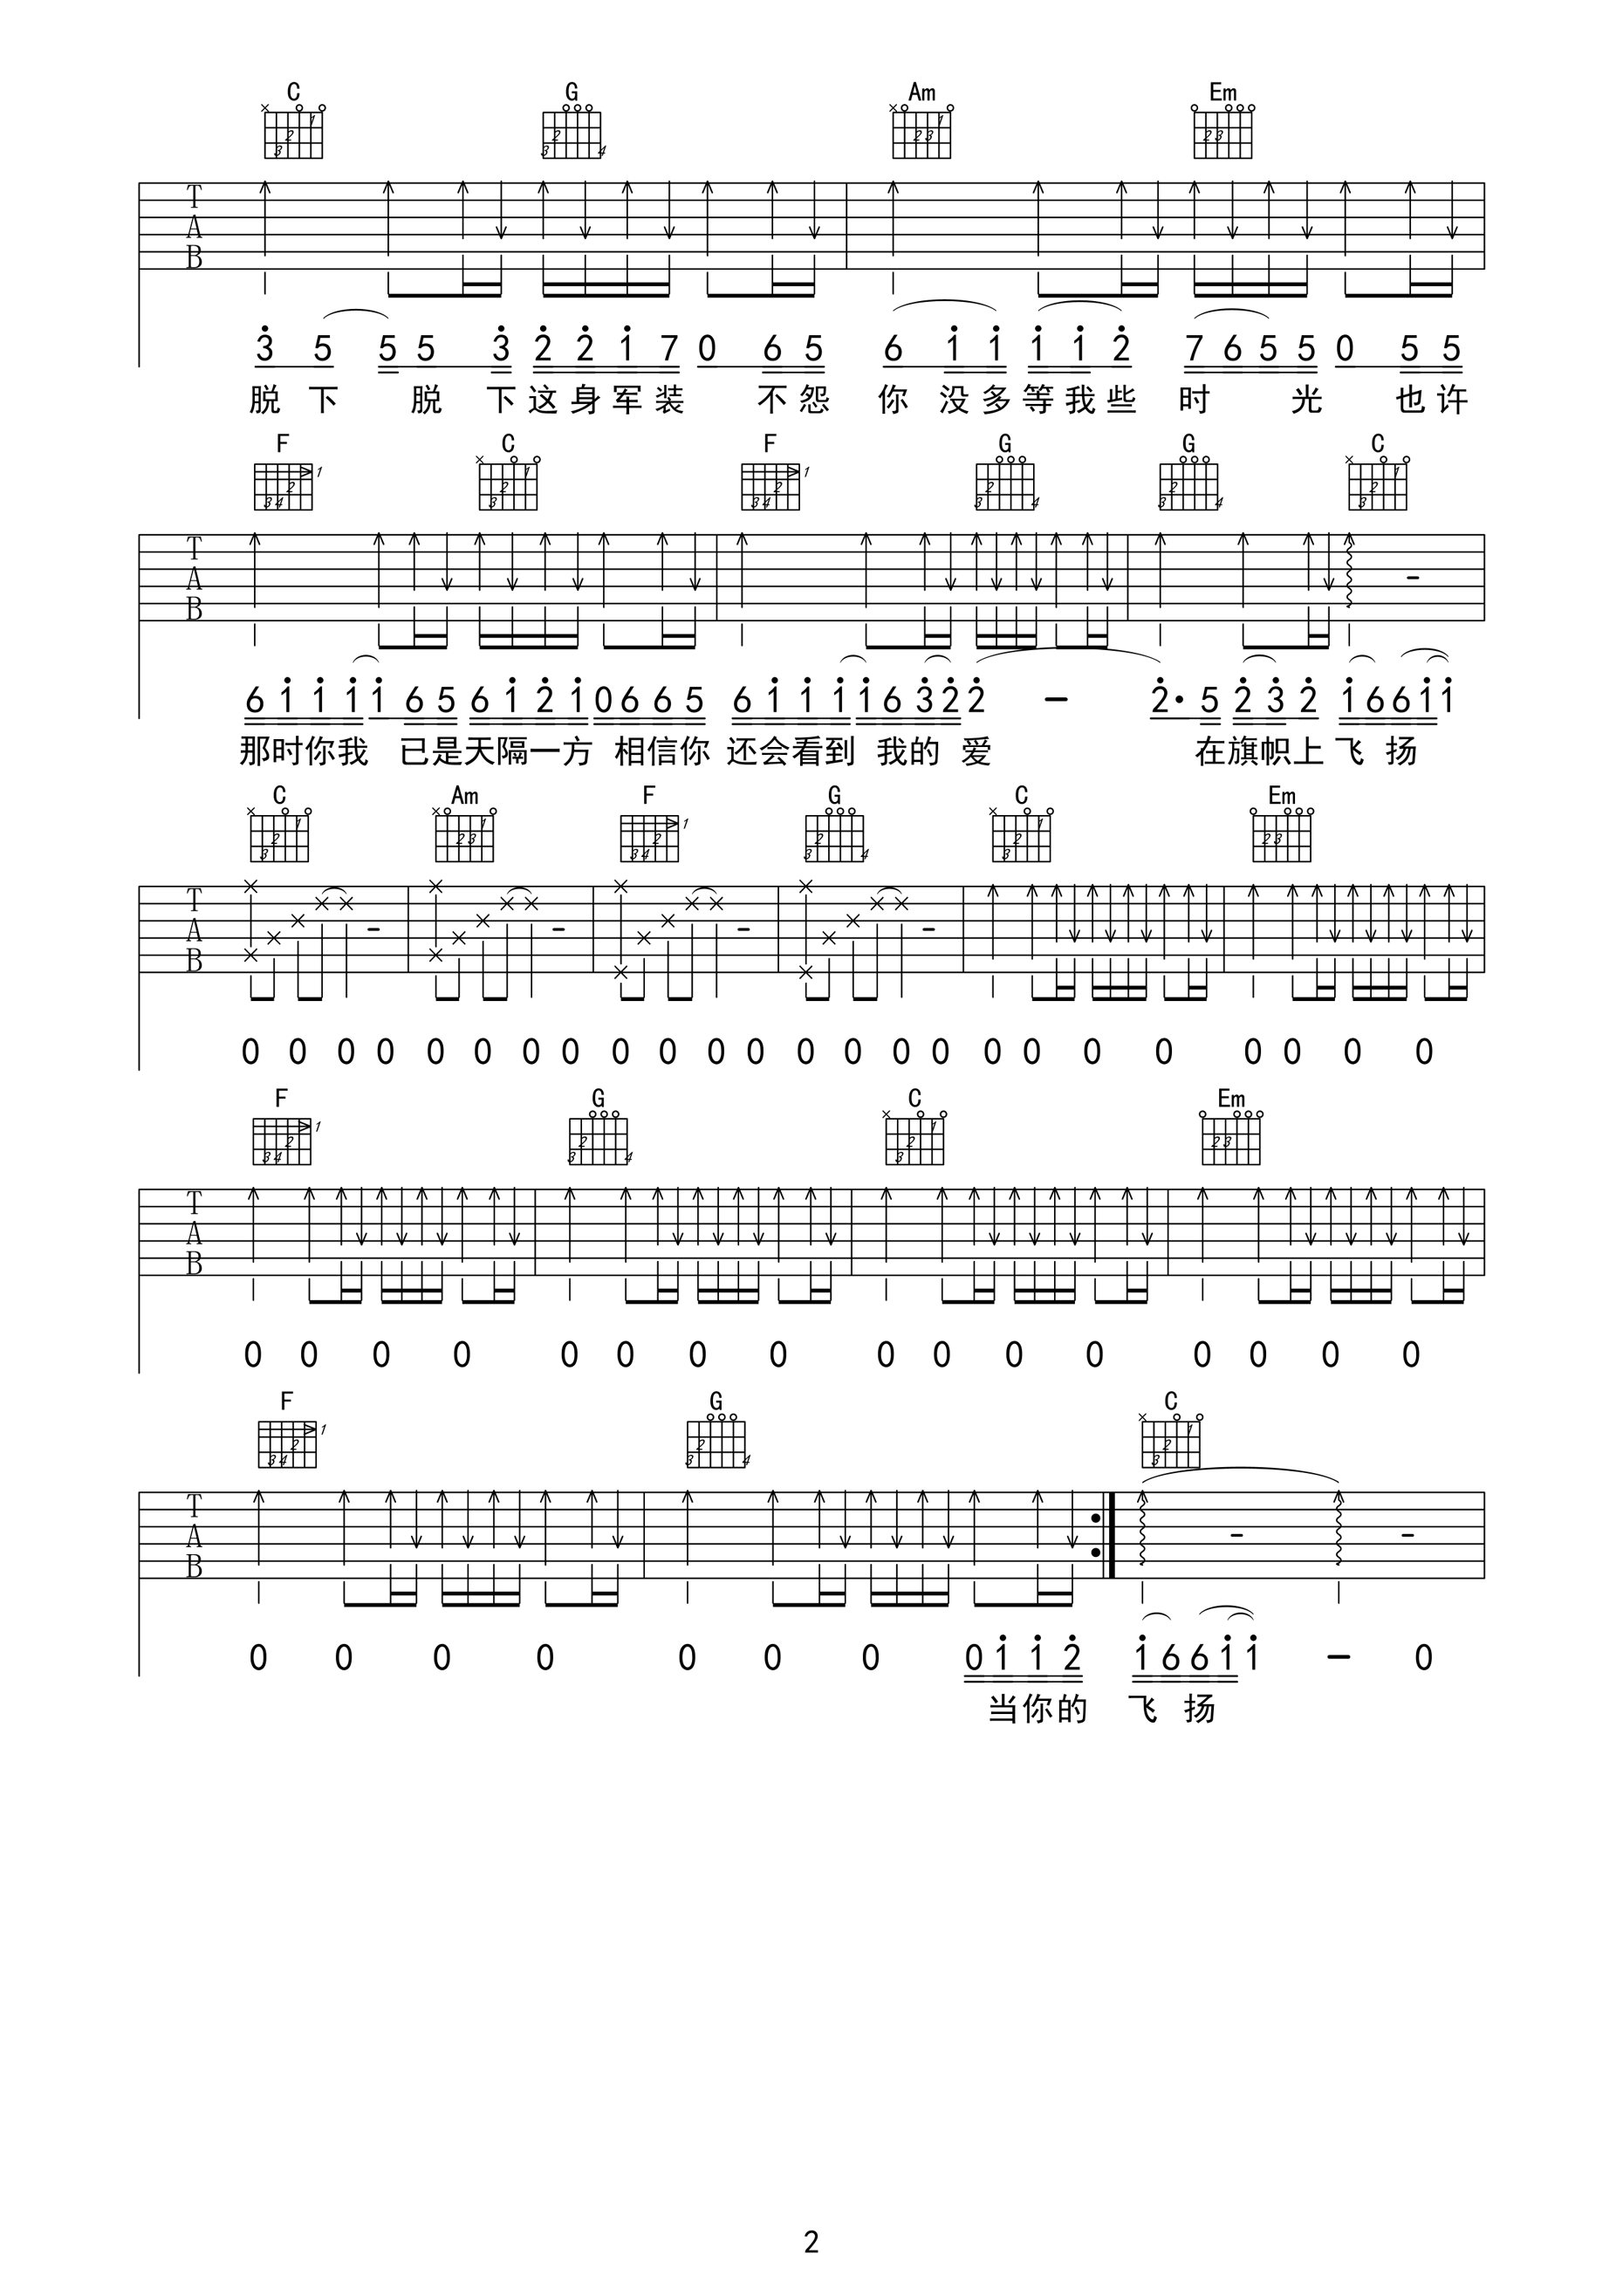 C G Am Em
T
A
B
3̇ 5 5 5 3̇ 2̇ 2̇ 1̇ 7 0 6 5 6 1̇ 1̇ 1̇ 1̇ 2̇ 7 6 5 5 0 5 5
脱 下 脱 下 这 身 军 装 不 怨 你 没 多 等 我 些 时 光 也 许
F C F G G C
T
A
B
6 1̇ 1̇ 1̇ 1̇ 6 5 6 1̇ 2̇ 1̇ 0 6 6 5 6 1̇ 1̇ 1̇ 1̇ 6 3̇ 2̇ 2̇ - 2̇· 5 2̇ 3̇ 2̇ 1̇ 6 6 1̇ 1̇
那时你我 已是天隔一方 相信你 还会看到 我的 爱 在旗帜上飞 扬
C Am F G C Em
T
A
B
0 0 0 0 0 0 0 0 0 0 0 0 0 0 0 0 0 0 0 0 0 0 0 0
F G C Em
T
A
B
0 0 0 0 0 0 0 0 0 0 0 0 0 0 0 0
F G C
T
A
B
0 0 0 0 0 0 0 0 1̇ 1̇ 2̇ 1̇ 6 6 1̇ 1̇ - 0
当你的 飞 扬
2